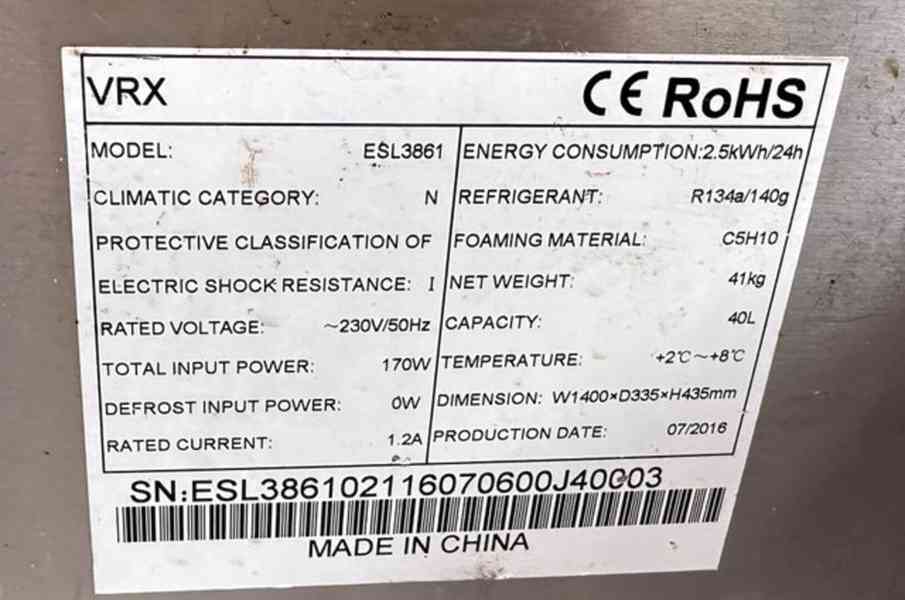 VRX
CE RoHS
MODEL: ESL3861
CLIMATIC CATEGORY: N
PROTECTIVE CLASSIFICATION OF
ELECTRIC SHOCK RESISTANCE: I
RATED VOLTAGE: ~230V/50Hz
TOTAL INPUT POWER: 170W
DEFROST INPUT POWER: 0W
RATED CURRENT: 1.2A
ENERGY CONSUMPTION:2.5kWh/24h
REFRIGERANT: R134a/140g
FOAMING MATERIAL: C5H10
NET WEIGHT: 41kg
CAPACITY: 40L
TEMPERATURE: +2℃~+8℃
DIMENSION: W1400×D335×H435mm
PRODUCTION DATE: 07/2016
SN:ESL386102116070600J40003
MADE IN CHINA